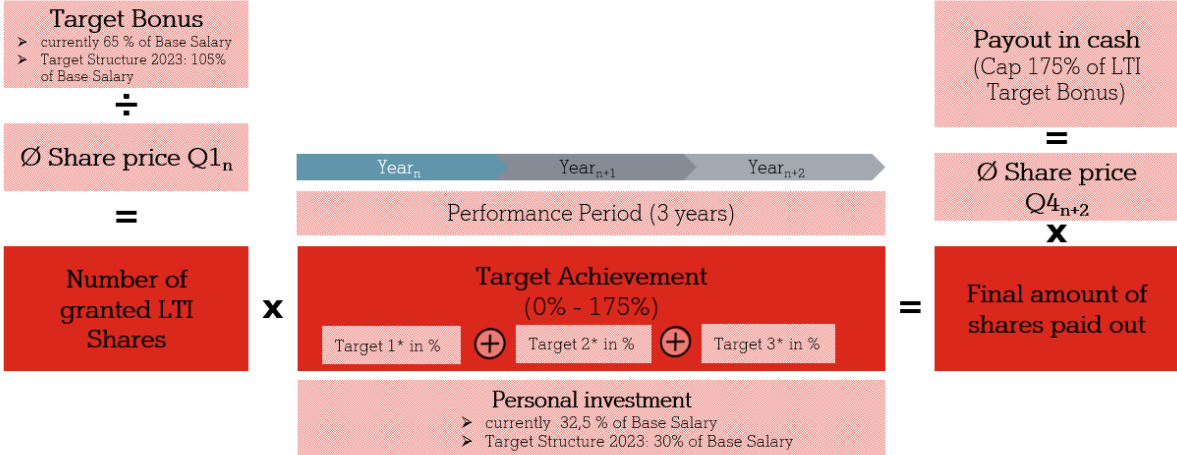 Target Bonus
➤ currently 65 % of Base Salary
➤ Target Structure 2023: 105%
of Base Salary
÷
Ø Share price Q1n
=
Number of
granted LTI
Shares
x
Yearn
Yearn+1
Yearn+2
Performance Period (3 years)
Target Achievement
(0% - 175%)
Target 1* in %
+
Target 2* in %
+
Target 3* in %
Personal investment
➤ currently 32,5 % of Base Salary
➤ Target Structure 2023: 30% of Base Salary
=
Payout in cash
(Cap 175% of LTI
Target Bonus)
=
Ø Share price
Q4n+2
x
Final amount of
shares paid out